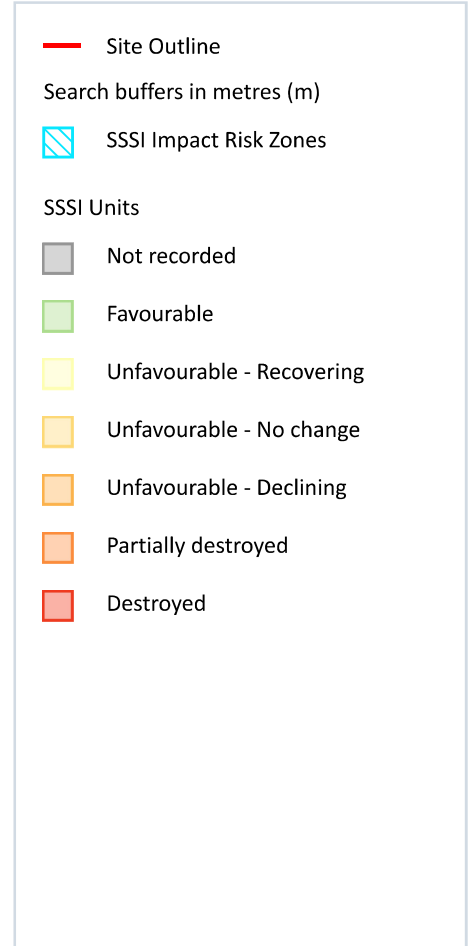 Site Outline
Search buffers in metres (m)
SSSI Impact Risk Zones
SSSI Units
Not recorded
Favourable
Unfavourable - Recovering
Unfavourable - No change
Unfavourable - Declining
Partially destroyed
Destroyed